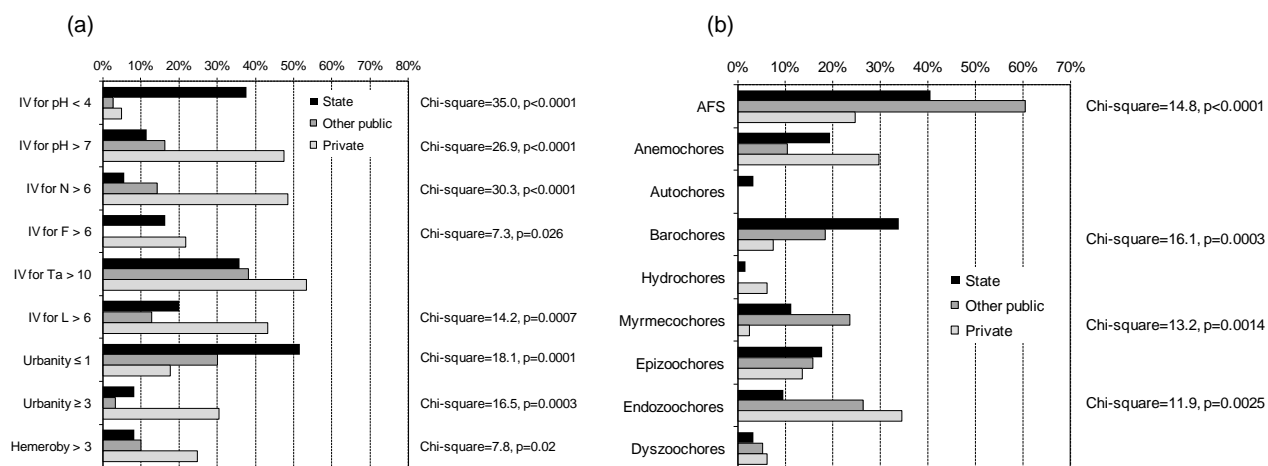 (a)
0% 10% 20% 30% 40% 50% 60% 70% 80%
IV for pH < 4
IV for pH > 7
IV for N > 6
IV for F > 6
IV for Ta > 10
IV for L > 6
Urbanity ≤ 1
Urbanity ≥ 3
Hemeroby > 3
State
Other public
Private
Chi-square=35.0, p<0.0001
Chi-square=26.9, p<0.0001
Chi-square=30.3, p<0.0001
Chi-square=7.3, p=0.026
Chi-square=14.2, p=0.0007
Chi-square=18.1, p=0.0001
Chi-square=16.5, p=0.0003
Chi-square=7.8, p=0.02
(b)
0% 10% 20% 30% 40% 50% 60% 70%
AFS
Anemochores
Autochores
Barochores
Hydrochores
Myrmecochores
Epizoochores
Endozoochores
Dyszoochores
State
Other public
Private
Chi-square=14.8, p<0.0001
Chi-square=16.1, p=0.0003
Chi-square=13.2, p=0.0014
Chi-square=11.9, p=0.0025